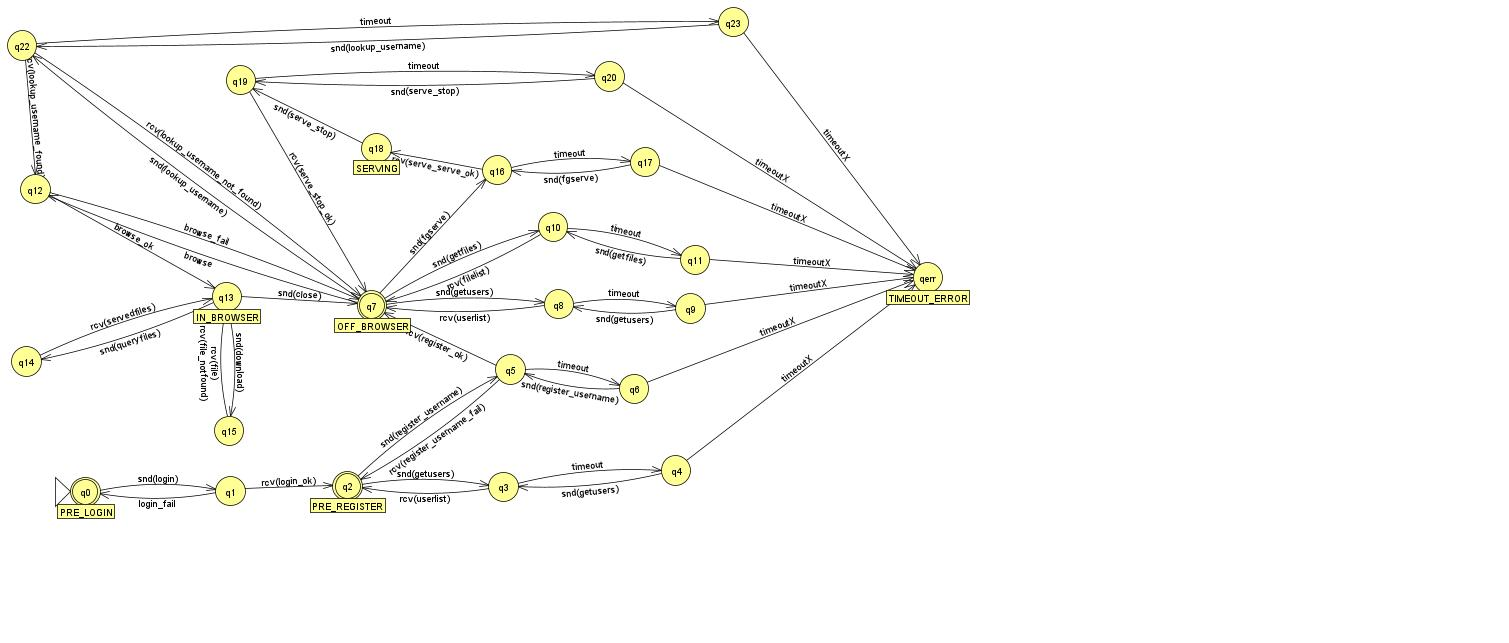 timeout
q23
q22
snd(lookup_username)
timeout
q19
q20
snd(serve_stop)
rcv(lookup_username_found)
snd(serve_stop)
rcv(lookup_username_not_found)
timeoutX
q18
SERVING
rcv(serve_serve_ok)
timeout
q17
q16
snd(fgserve)
timeoutX
rcv(serve_stop_ok)
snd(lookup_username)
q12
timeoutX
browse_fail
browse_ok
browse
snd(fgserve)
q10
timeout
snd(getfiles)
snd(getfiles)
q11
timeoutX
rcv(filelist)
qerr
TIMEOUT_ERROR
q13
IN_BROWSER
snd(close)
q7
OFF_BROWSER
snd(getusers)
rcv(userlist)
q8
timeout
snd(getusers)
q9
timeoutX
rcv(servedfiles)
snd(queryfiles)
q14
rcv(file_notfound)
rcv(file)
snd(download)
rcv(register_ok)
timeoutX
q5
timeout
snd(register_username)
q6
timeoutX
snd(register_username)
rcv(register_username_fail)
q15
q0
PRE_LOGIN
snd(login)
login_fail
q1
rcv(login_ok)
q2
PRE_REGISTER
snd(getusers)
rcv(userlist)
q3
timeout
snd(getusers)
q4